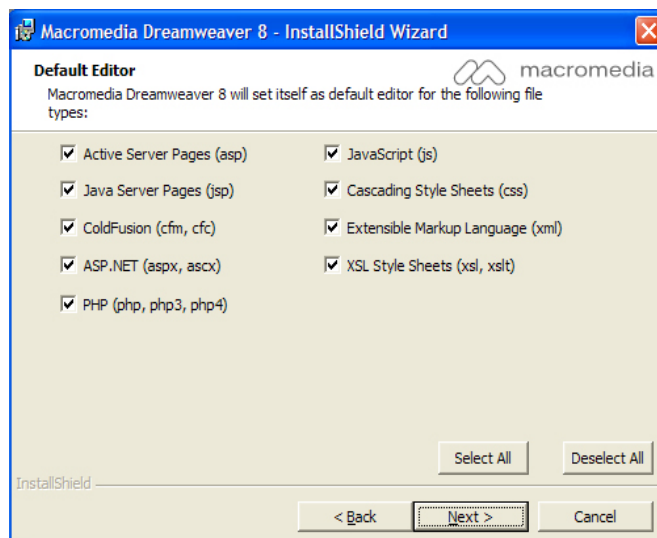 Macromedia Dreamweaver 8 - InstallShield Wizard
Default Editor
macromedia
Macromedia Dreamweaver 8 will set itself as default editor for the following file
types:
Active Server Pages (asp)
JavaScript (js)
Java Server Pages (jsp)
Cascading Style Sheets (css)
ColdFusion (cfm, cfc)
Extensible Markup Language (xml)
ASP.NET (aspx, ascx)
XSL Style Sheets (xsl, xslt)
PHP (php, php3, php4)
Select All
Deselect All
InstallShield
< Back
Next >
Cancel